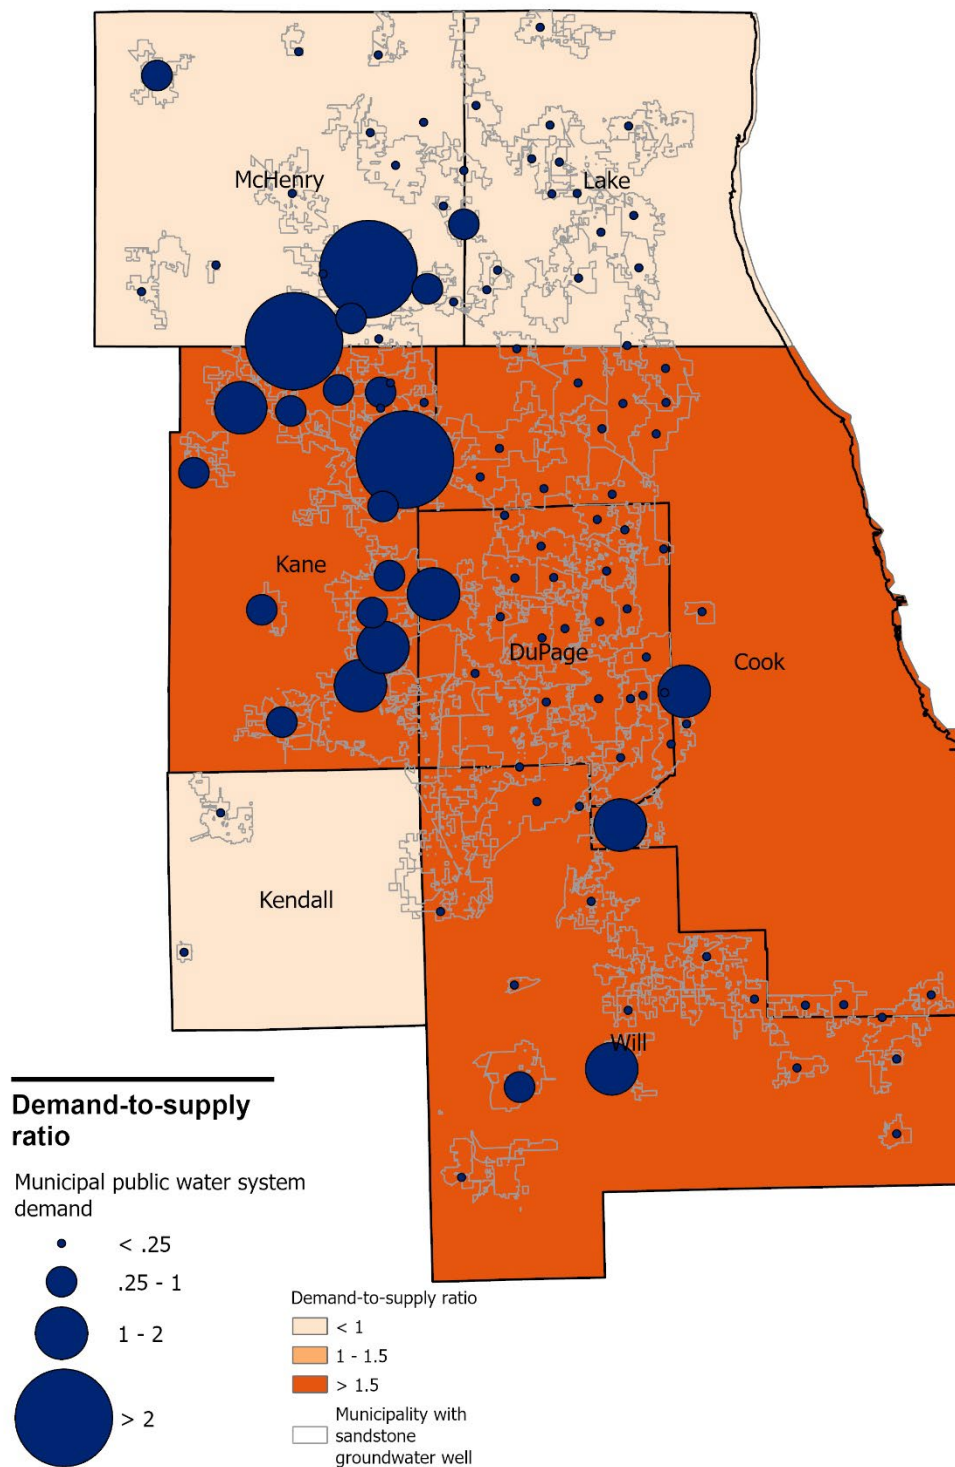 McHenry
Lake
Kane
DuPage
Cook
Kendall
Will
Demand-to-supply
ratio
Municipal public water system
demand
< .25
.25 - 1
1 - 2
> 2
Demand-to-supply ratio
< 1
1 - 1.5
> 1.5
Municipality with
sandstone
groundwater well